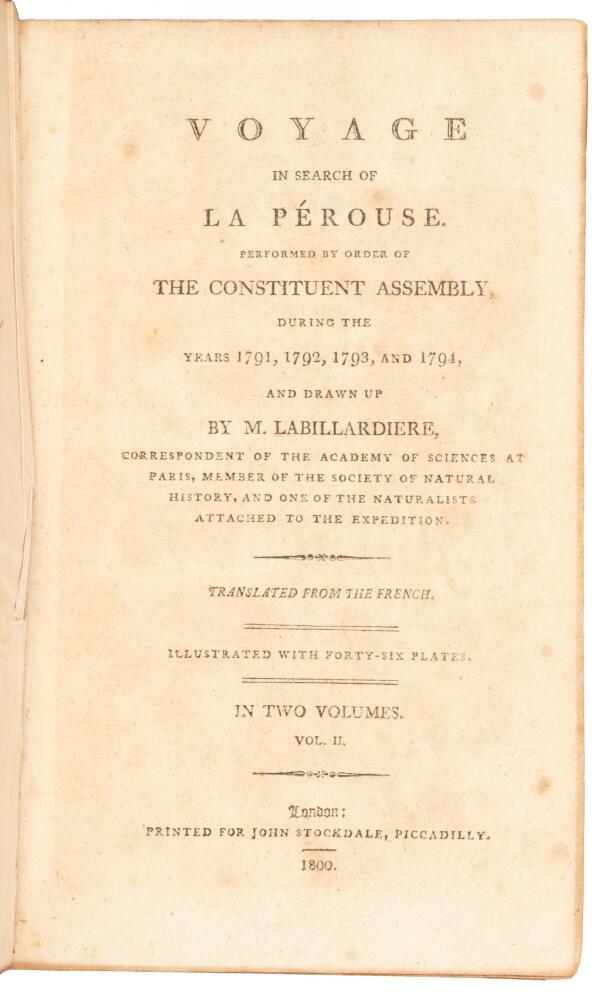 VOYAGE
IN SEARCH OF
LA PÉROUSE.
PERFORMED BY ORDER OF
THE CONSTITUENT ASSEMBLY,
DURING THE
YEARS 1791, 1792, 1793, AND 1794,
AND DRAWN UP
BY M. LABILLARDIERE,
CORRESPONDENT OF THE ACADEMY OF SCIENCES AT
PARIS, MEMBER OF THE SOCIETY OF NATURAL
HISTORY, AND ONE OF THE NATURALISTS
ATTACHED TO THE EXPEDITION.
TRANSLATED FROM THE FRENCH.
ILLUSTRATED WITH FORTY-SIX PLATES.
IN TWO VOLUMES.
VOL. II.
London:
PRINTED FOR JOHN STOCKDALE, PICCADILLY.
1800.